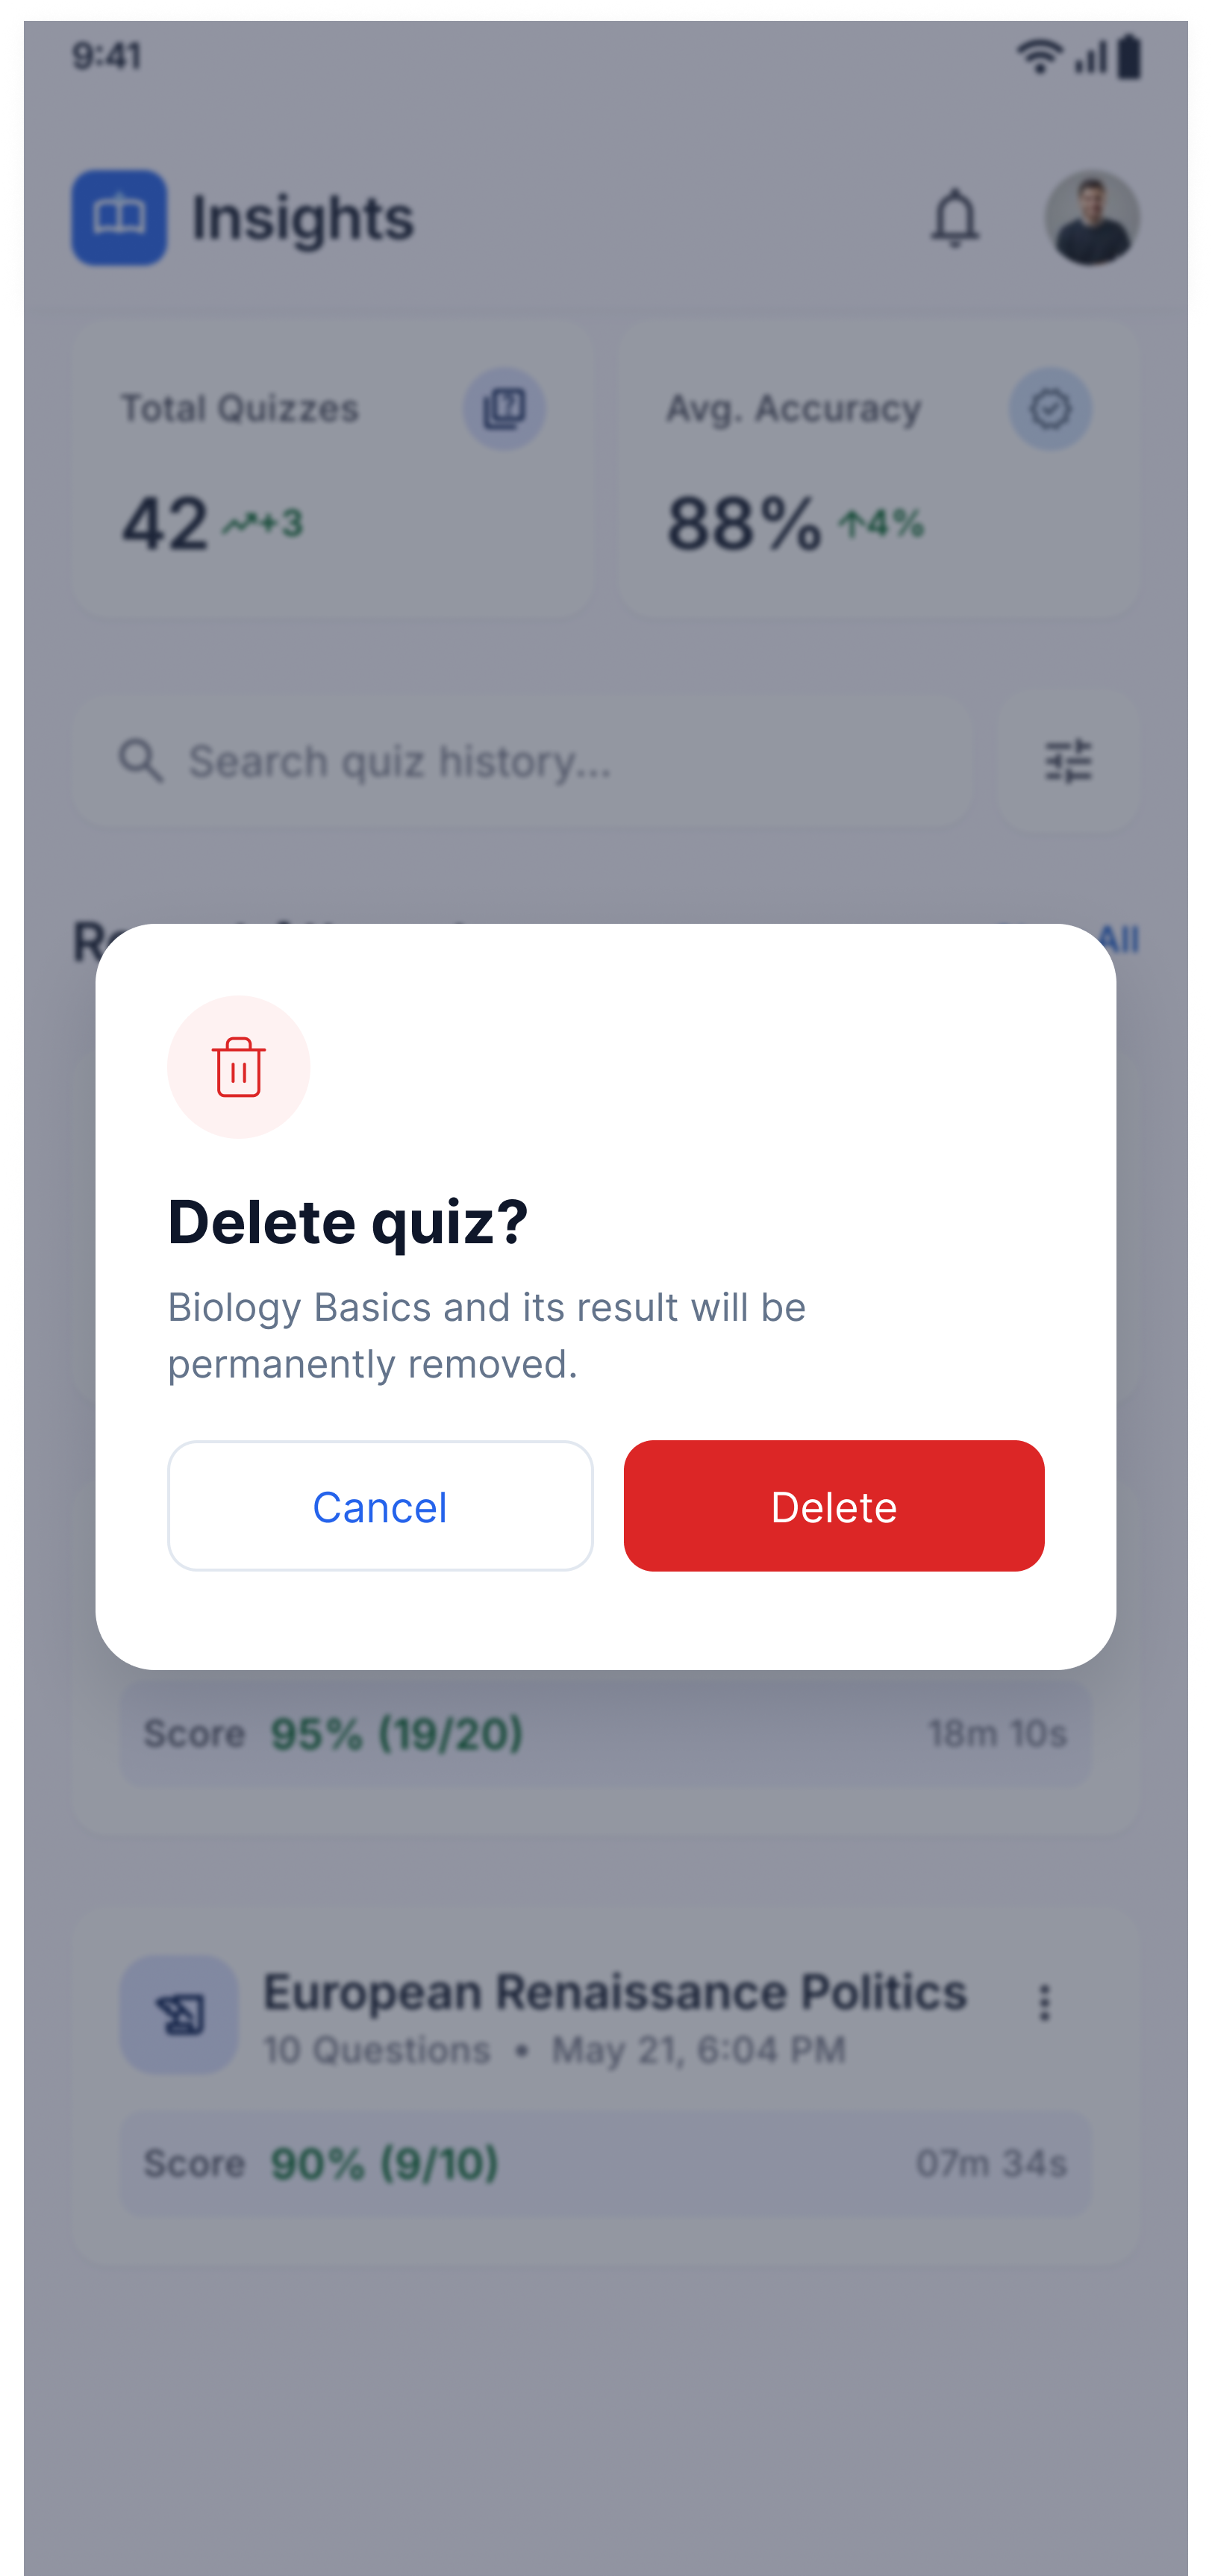 9:41
Insights
Total Quizzes
42 +3
Avg. Accuracy
88% 4%
Search quiz history...
All
Delete quiz?
Biology Basics and its result will be
permanently removed.
Cancel
Delete
Score 95% (19/20) 18m 10s
European Renaissance Politics
10 Questions • May 21, 6:04 PM
Score 90% (9/10) 07m 34s